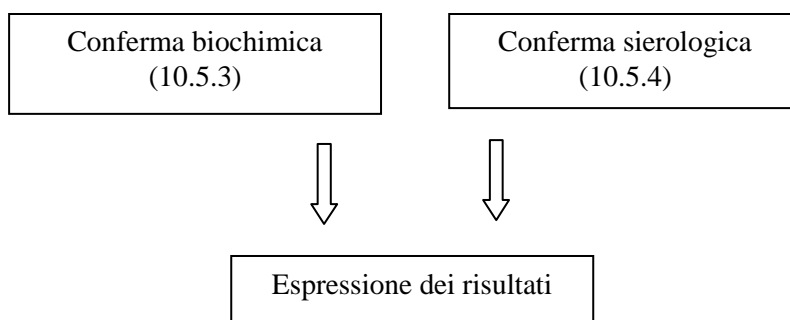 Conferma biochimica
(10.5.3)
Conferma sierologica
(10.5.4)
Espressione dei risultati